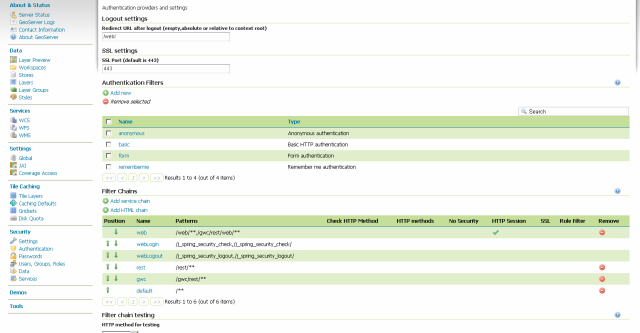 About & Status
Server Status
GeoServer Logs
Contact Information
About GeoServer
Data
Layer Preview
Workspaces
Stores
Layers
Layer Groups
Styles
Services
WCS
WFS
WMS
Settings
Global
JAI
Coverage Access
Tile Caching
Tile Layers
Caching Defaults
Gridsets
Disk Quota
Security
Settings
Authentication
Passwords
Users, Groups, Roles
Data
Services
Demos
Tools
Authentication providers and settings
Logout settings
Redirect URL after logout (empty,absolute or relative to context root)
/web/
SSL settings
SSL Port (default is 443)
443
Authentication Filters
Add new
Remove selected
Search
Name Type
anonymous Anonymous authentication
basic Basic HTTP authentication
form Form authentication
rememberme Remember me authentication
<< < 1 > >> Results 1 to 4 (out of 4 items)
Filter Chains
Add service chain
Add HTML chain
Position Name Patterns Check HTTP Method HTTP methods No Security HTTP Session SSL Role Filter Remove
web /web/**,/gwc/rest/web/**
webLogin /j_spring_security_check,/j_spring_security_check/
webLogout /j_spring_security_logout,/j_spring_security_logout/
rest /rest/**
gwc /gwc/rest/**
default /**
<< < 1 > >> Results 1 to 6 (out of 6 items)
Filter chain testing
HTTP method for testing